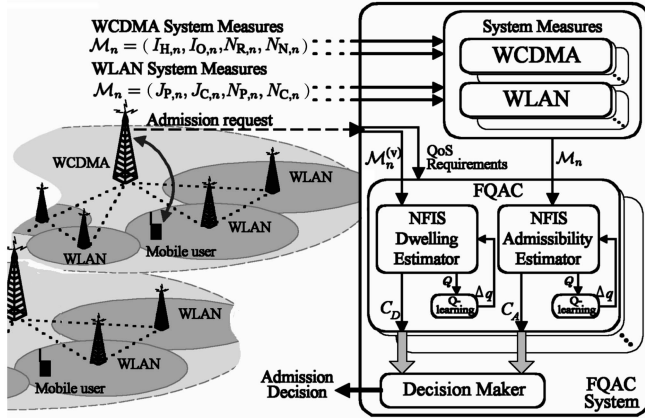 WCDMA System Measures
ℳn = ( IH,n, IO,n, NR,n, NN,n )
WLAN System Measures
ℳn = ( JP,n, JC,n, NP,n, NC,n )
System Measures
WCDMA
WLAN
Admission request
WCDMA
WLAN
WLAN
WLAN
Mobile user
WLAN
WLAN
Mobile user
ℳn(v)
QoS
Requirements
ℳn
FQAC
NFIS
Dwelling
Estimator
NFIS
Admissibility
Estimator
Q
Δq
Q-
learning
Q
Δq
Q-
learning
CD
CA
Admission
Decision
Decision Maker
FQAC
System